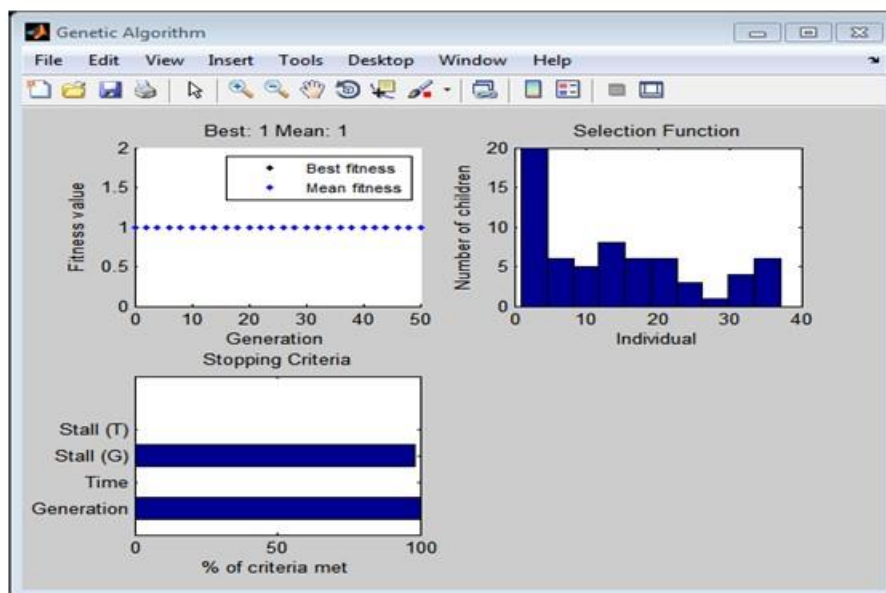 Genetic Algorithm
File Edit View Insert Tools Desktop Window Help
Best: 1 Mean: 1
2
1.5
1
0.5
0
Fitness value
Best fitness
Mean fitness
0 10 20 30 40 50
Generation
Selection Function
20
15
10
5
0
Number of children
0 10 20 30 40
Individual
Stopping Criteria
Stall (T)
Stall (G)
Time
Generation
0 50 100
% of criteria met